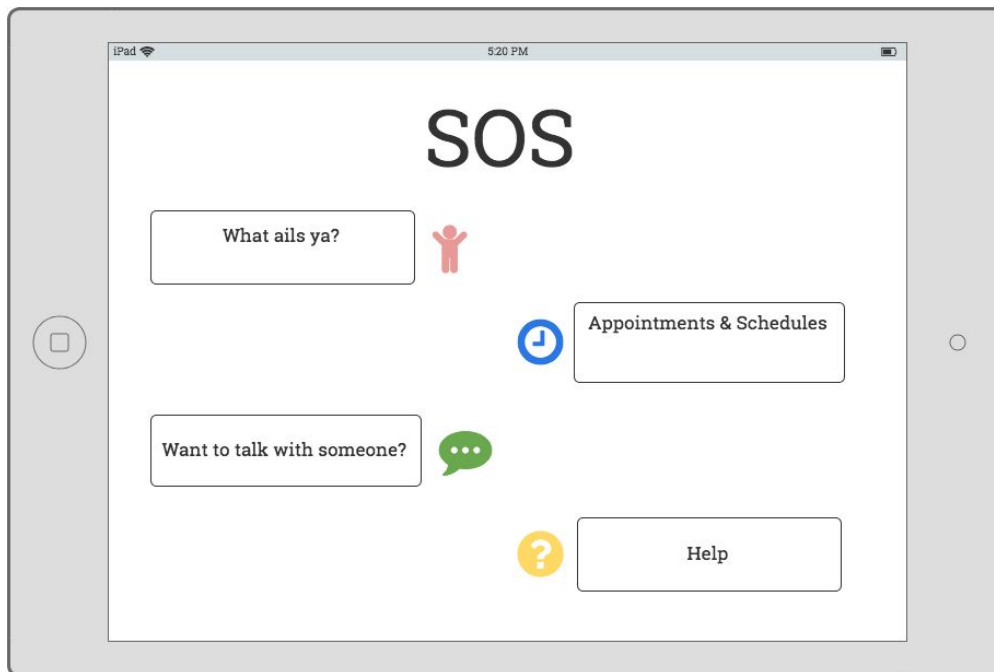 iPad
5:20 PM
SOS
What ails ya?
Appointments & Schedules
Want to talk with someone?
?
Help